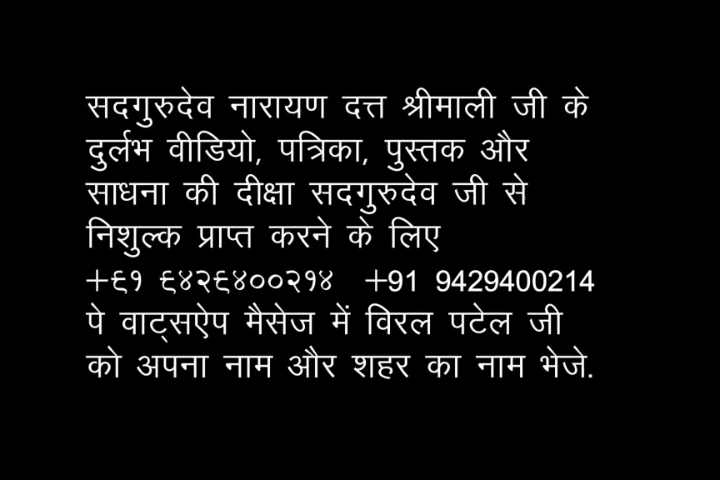 सदगुरुदेव नारायण दत्त श्रीमाली जी के
दुर्लभ वीडियो, पत्रिका, पुस्तक और
साधना की दीक्षा सदगुरुदेव जी से
निशुल्क प्राप्त करने के लिए
+९१ ९४२९४००२१४ +91 9429400214
पे वाट्सऐप मैसेज में विरल पटेल जी
को अपना नाम और शहर का नाम भेजे.